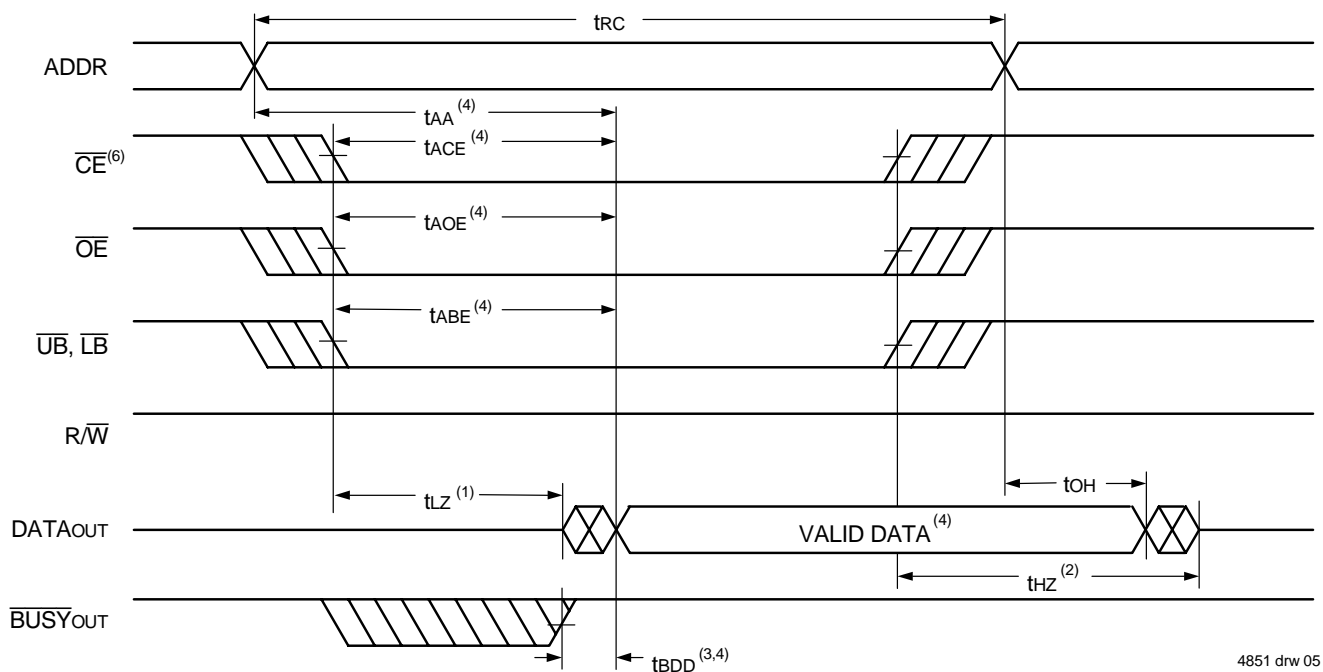 tRC
ADDR
tAA (4)
tACE (4)
CE(6)
tAOE (4)
OE
tABE (4)
UB, LB
R/W
tLZ (1)
tOH
DATAOUT
VALID DATA(4)
tHZ (2)
BUSYOUT
tBDD (3,4)
4851 drw 05